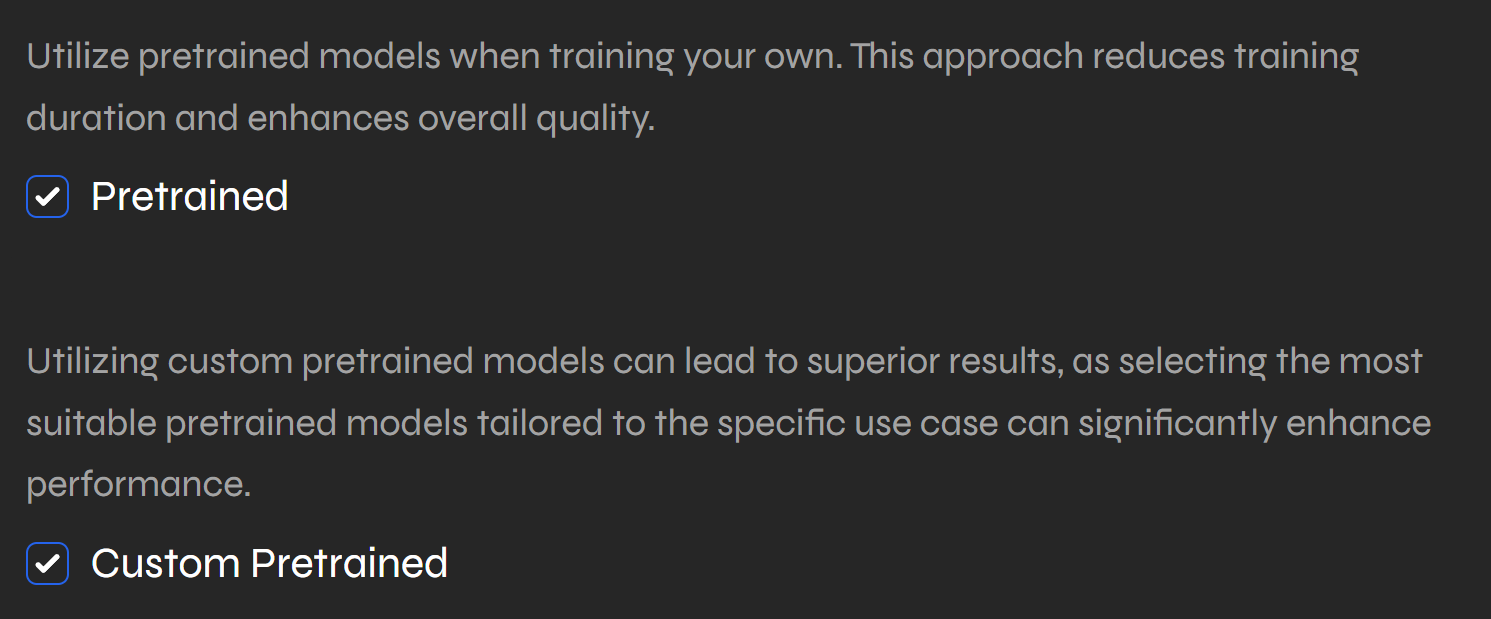 Utilize pretrained models when training your own. This approach reduces training
duration and enhances overall quality.
Pretrained
Utilizing custom pretrained models can lead to superior results, as selecting the most
suitable pretrained models tailored to the specific use case can significantly enhance
performance.
Custom Pretrained